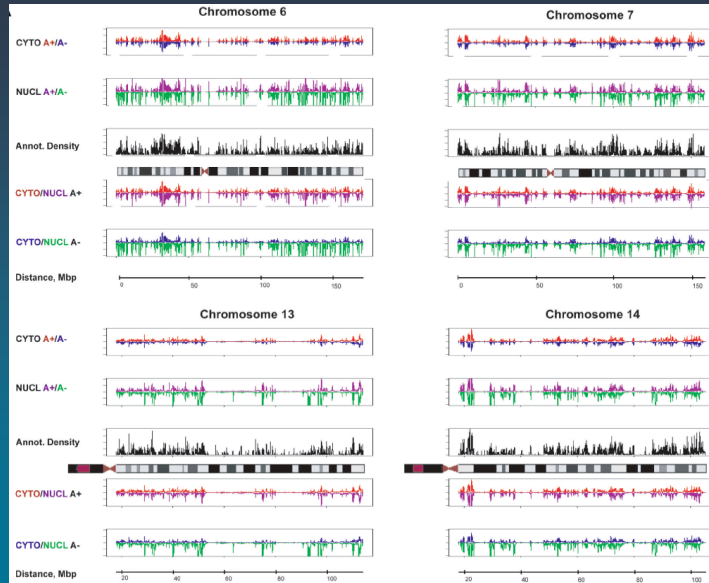 A
Chromosome 6
Chromosome 7
CYTO A+/A-
NUCL A+/A-
Annot. Density
CYTO/NUCL A+
CYTO/NUCL A-
Distance, Mbp
0 50 100 150
0 50 100 150
Chromosome 13
Chromosome 14
CYTO A+/A-
NUCL A+/A-
Annot. Density
CYTO/NUCL A+
CYTO/NUCL A-
Distance, Mbp
20 40 60 80 100
20 40 60 80 100